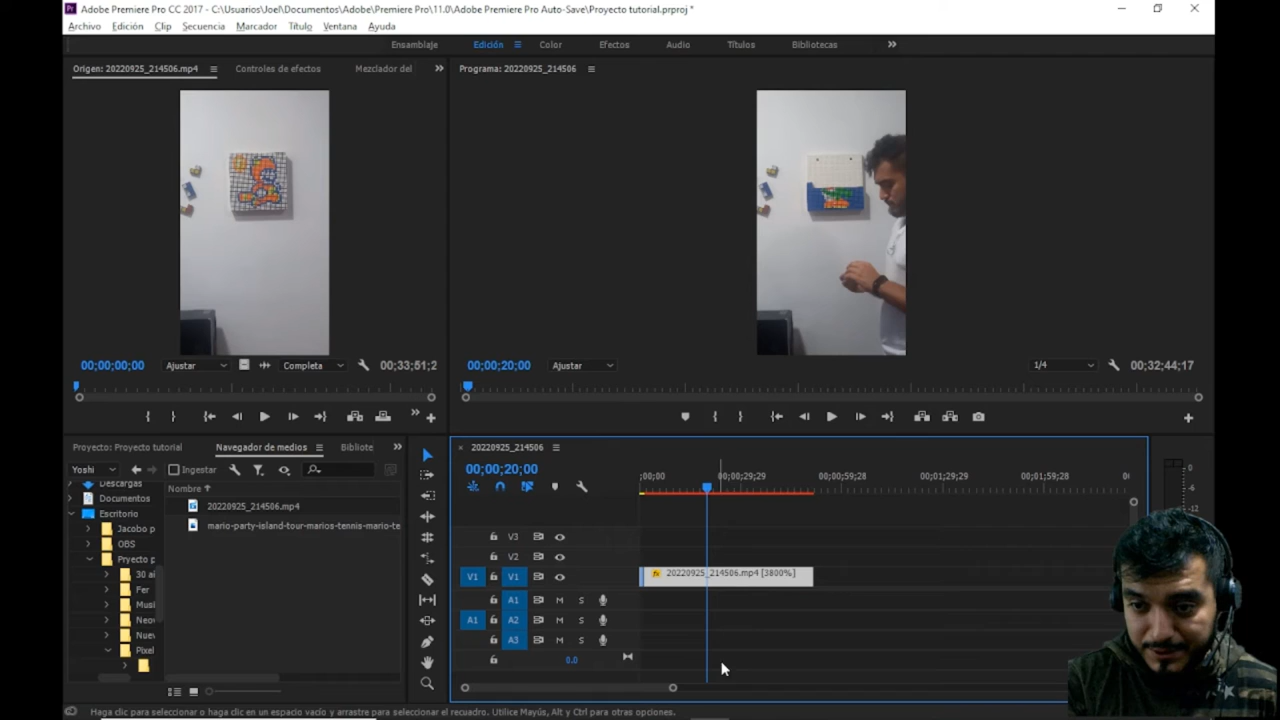 Adobe Premiere Pro CC 2017 - C:\Usuarios\Joel\Documentos\Adobe\Premiere Pro\11.0\Adobe Premiere Pro Auto-Save\Proyecto tutorial.prproj *
Archivo Edición Clip Secuencia Marcador Título Ventana Ayuda
Ensamblaje Edición Color Efectos Audio Títulos Bibliotecas
Origen: 20220925_214506.mp4 Controles de efectos Mezclador del
Programa: 20220925_214506
00;00;00;00 Ajustar Completa 00;33;51;2
00;00;20;00 Ajustar 1/4 00;32;44;17
Proyecto: Proyecto tutorial Navegador de medios Bibliote
Yoshi Ingestar
Descargas
Documentos
Escritorio
Jacobo p
OBS
Pryecto p
30 ai
Fer
Musi
Neo
Nue
Pixel
Nombre
20220925_214506.mp4
mario-party-island-tour-marios-tennis-mario-te
20220925_214506
00;00;20;00
;00;00 00;00;29;29 00;00;59;28 00;01;29;29 00;01;59;28 00
V3
V2
V1 V1 fx 20220925_214506.mp4 [3800%]
A1 M S
A1 A2 M S
A3 M S
0.0
0
-6
-12
Haga clic para seleccionar o haga clic en un espacio vacío y arrastre para seleccionar el recuadro. Utilice Mayús, Alt y Ctrl para otras opciones.